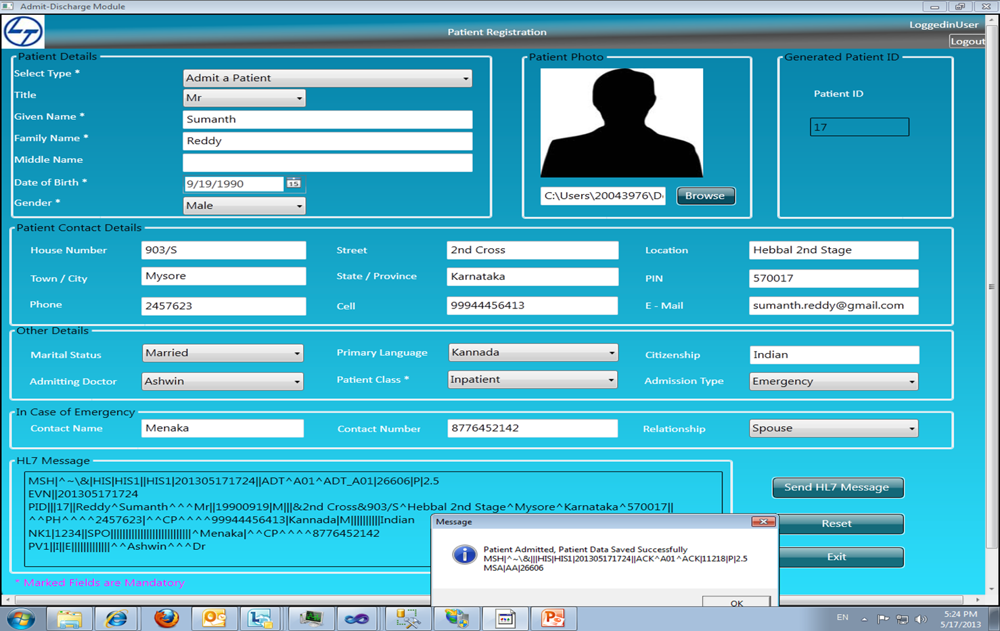 Admit-Discharge Module
LT
Patient Registration
LoggedinUser
Logout
Patient Details
Select Type *
Admit a Patient
Title
Mr
Given Name *
Sumanth
Family Name *
Reddy
Middle Name
Date of Birth *
9/19/1990
15
Gender *
Male
Patient Photo
C:\Users\20043976\D
Browse
Generated Patient ID
Patient ID
17
Patient Contact Details
House Number
903/S
Street
2nd Cross
Location
Hebbal 2nd Stage
Town / City
Mysore
State / Province
Karnataka
PIN
570017
Phone
2457623
Cell
99944456413
E - Mail
sumanth.reddy@gmail.com
Other Details
Marital Status
Married
Primary Language
Kannada
Citizenship
Indian
Admitting Doctor
Ashwin
Patient Class *
Inpatient
Admission Type
Emergency
In Case of Emergency
Contact Name
Menaka
Contact Number
8776452142
Relationship
Spouse
HL7 Message
MSH|^~\&|HIS|HIS1||HIS1|201305171724||ADT^A01^ADT_A01|26606|P|2.5
EVN||201305171724
PID|||17||Reddy^Sumanth^^^Mr||19900919|M|||&2nd Cross&903/S^Hebbal 2nd Stage^Mysore^Karnataka^570017||
^^PH^^^^2457623|^^CP^^^^99944456413|Kannada|M||||||||||Indian
NK1|1234||SPO|||||||||||||||||||||||||||^Menaka|^^CP^^^^8776452142
PV1||I||E|||||||||||||^^Ashwin^^^Dr
Send HL7 Message
Reset
Exit
* Marked Fields are Mandatory
Message
Patient Admitted, Patient Data Saved Successfully
MSH|^~\&|||HIS|HIS1|201305171724||ACK^A01^ACK|11218|P|2.5
MSA|AA|26606
OK
EN
5:24 PM
5/17/2013